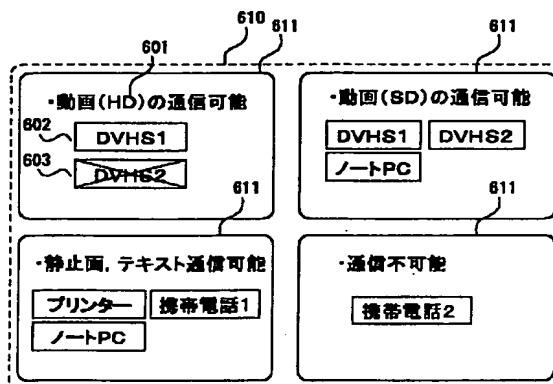 601
610
611
611
・動画(HD)の通信可能
602
DVHS1
603
DVHS2
・動画(SD)の通信可能
DVHS1
DVHS2
ノートPC
611
611
・静止画,テキスト通信可能
プリンター
携帯電話1
ノートPC
・通信不可能
携帯電話2